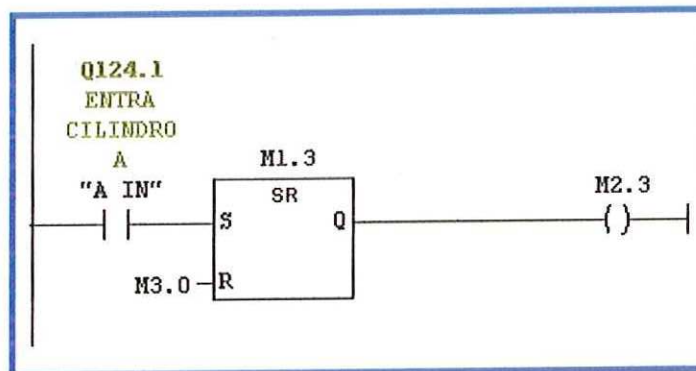 Q124.1
ENTRA
CILINDRO
A
"A IN"
M1.3
SR
M2.3
S Q
( )
M3.0 R